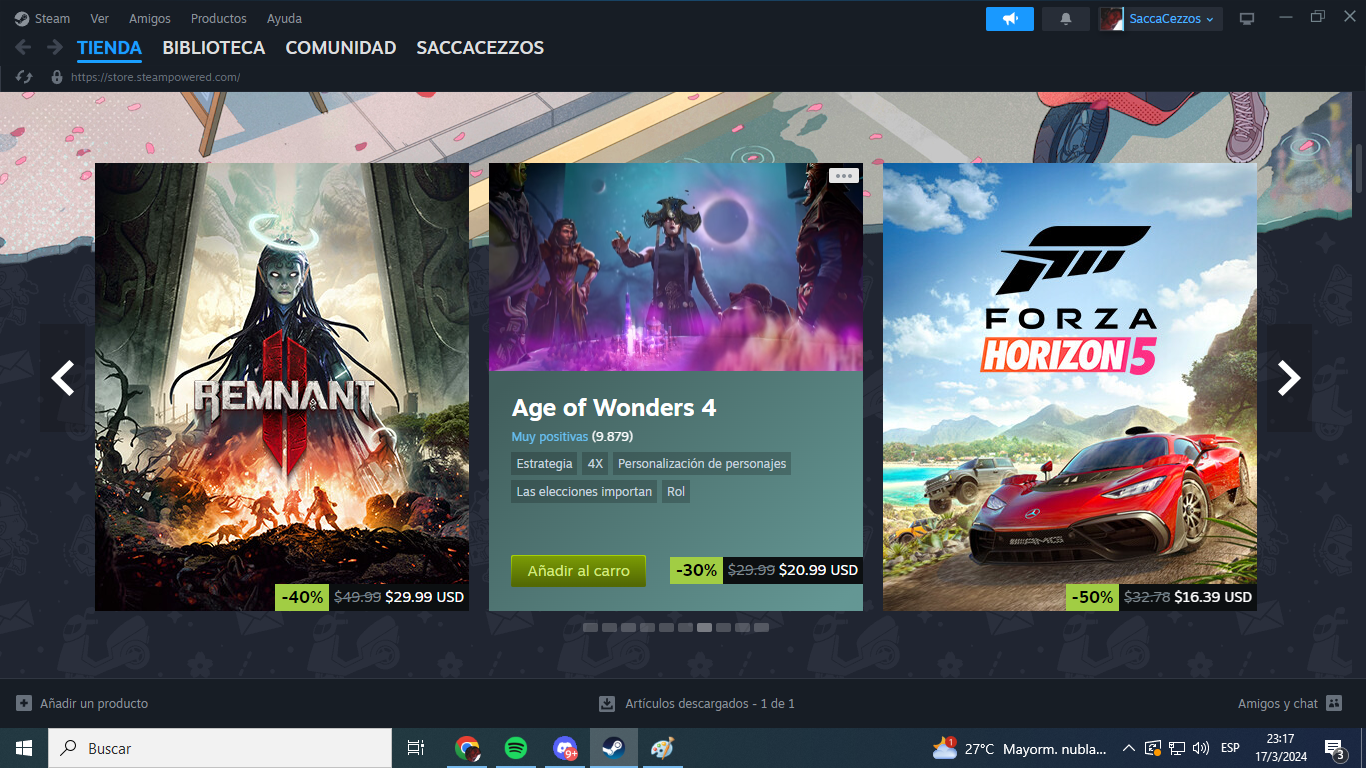 Steam Ver Amigos Productos Ayuda
SaccaCezzos
TIENDA BIBLIOTECA COMUNIDAD SACCACEZZOS
https://store.steampowered.com/
REMNANT II
-40% $49.99 $29.99 USD
Age of Wonders 4
Muy positivas (9.879)
Estrategia 4X Personalización de personajes
Las elecciones importan Rol
Añadir al carro
-30% $29.99 $20.99 USD
FORZA
HORIZON 5
AMG
-50% $32.78 $16.39 USD
Añadir un producto
Artículos descargados - 1 de 1
Amigos y chat
Buscar
9+
1
27°C Mayorm. nubla...
ESP
23:17
17/3/2024
3